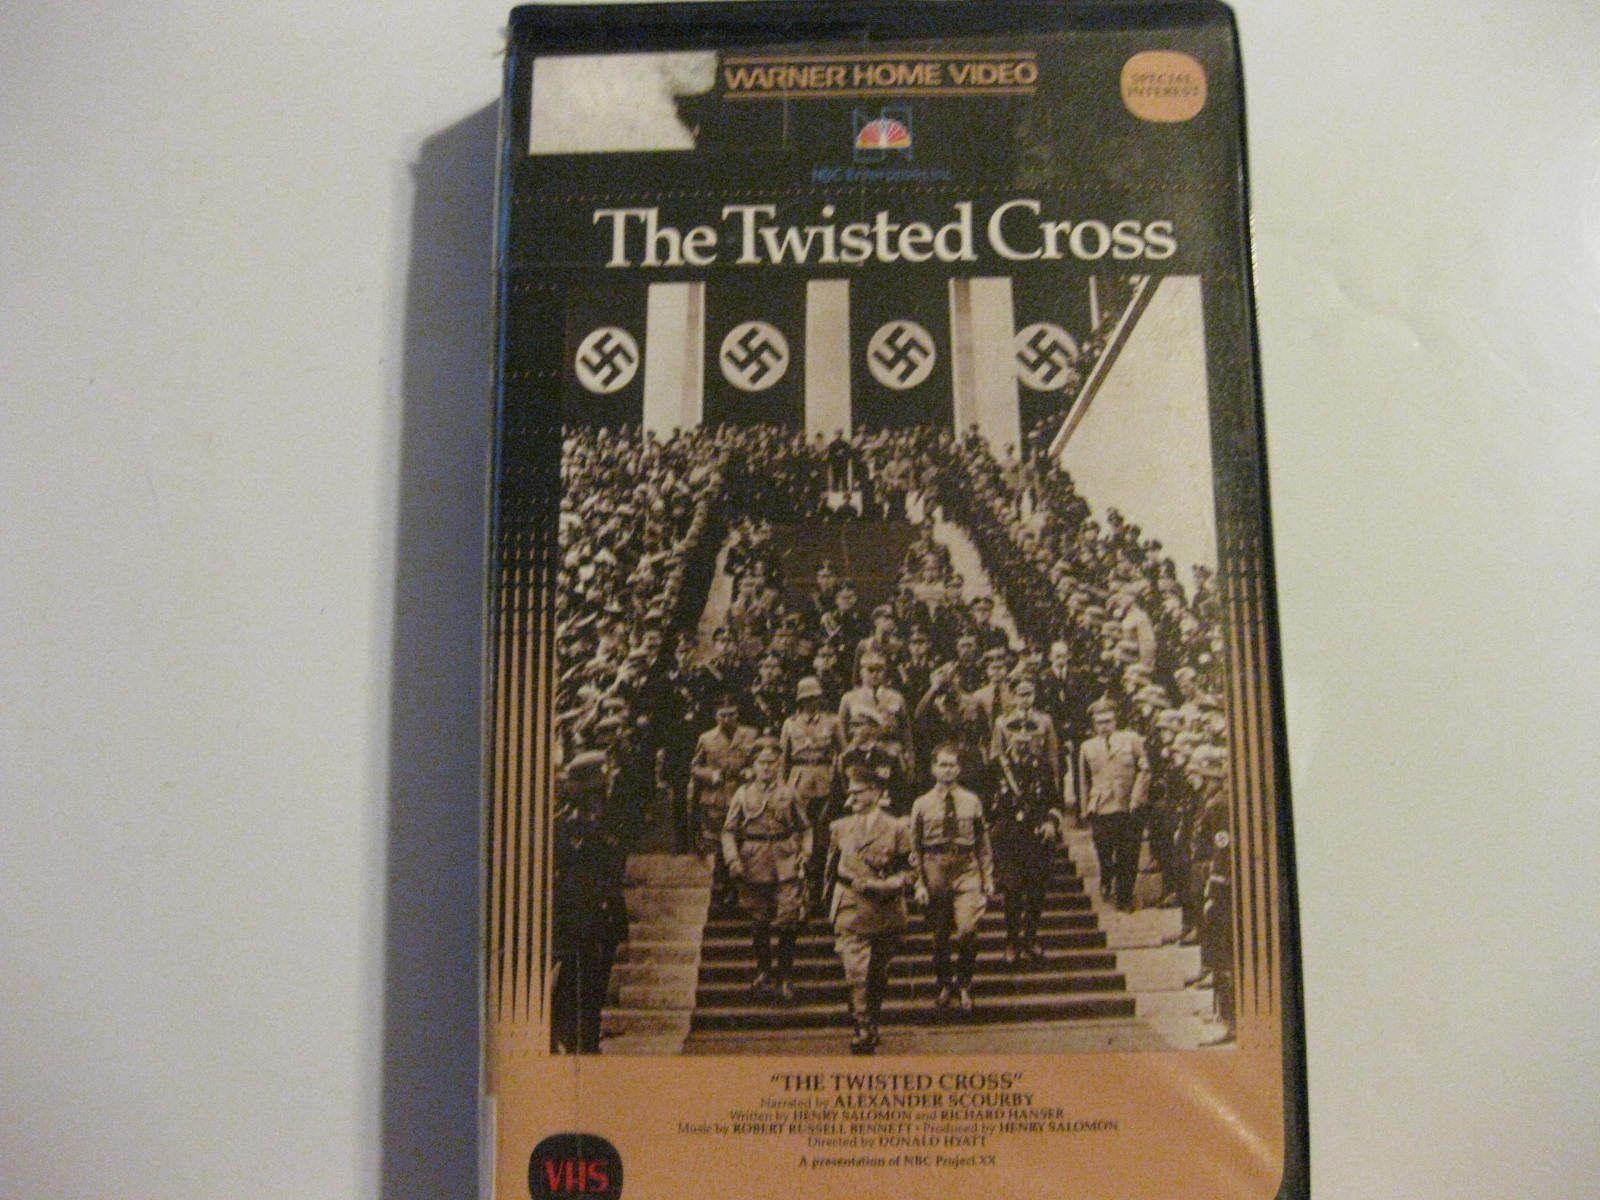 WARNER HOME VIDEO
SPECIAL
INTEREST
NBC Enterprises Inc.
The Twisted Cross
"THE TWISTED CROSS"
Narrated by ALEXANDER SCOURBY
Written by HENRY SALOMON and RICHARD HANSER
Music by ROBERT RUSSELL BENNETT • Produced by HENRY SALOMON
Directed by DONALD HYATT
A presentation of NBC Project XX
VHS